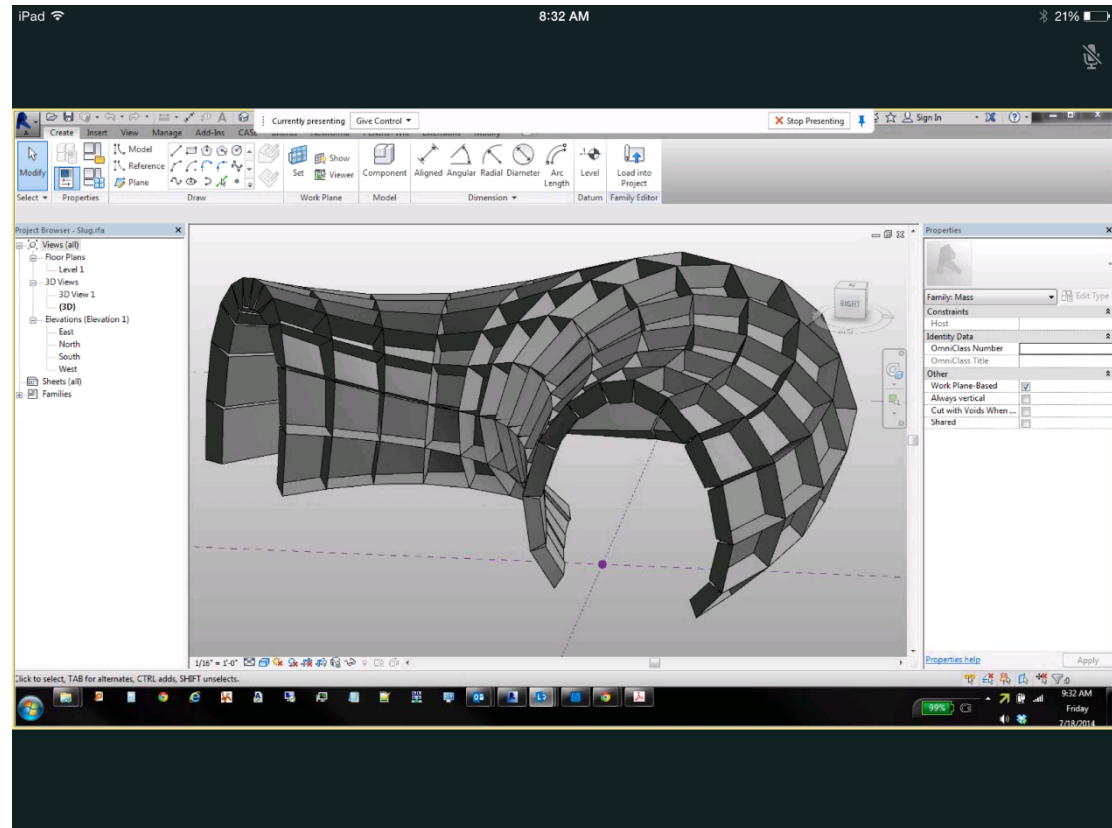 iPad
8:32 AM
21%
Currently presenting
Give Control
Stop Presenting
Sign In
Create Insert View Manage Add-Ins
Modify
Model
Reference
Plane
Set
Show
Viewer
Component
Aligned Angular Radial Diameter Arc Length
Level
Load into Project
Select
Properties
Draw
Work Plane
Model
Dimension
Datum
Family Editor
Project Browser - Slug.rfa
Views (all)
Floor Plans
Level 1
3D Views
3D View 1
(3D)
Elevations (Elevation 1)
East
North
South
West
Sheets (all)
Families
RIGHT
Properties
Family: Mass
Edit Type
Constraints
Host
Identity Data
OmniClass Number
OmniClass Title
Other
Work Plane-Based
Always vertical
Cut with Voids When ...
Shared
Properties help
Apply
1/16" = 1'-0"
Click to select, TAB for alternates, CTRL adds, SHIFT unselects.
:0
99%
9:32 AM
Friday
7/18/2014